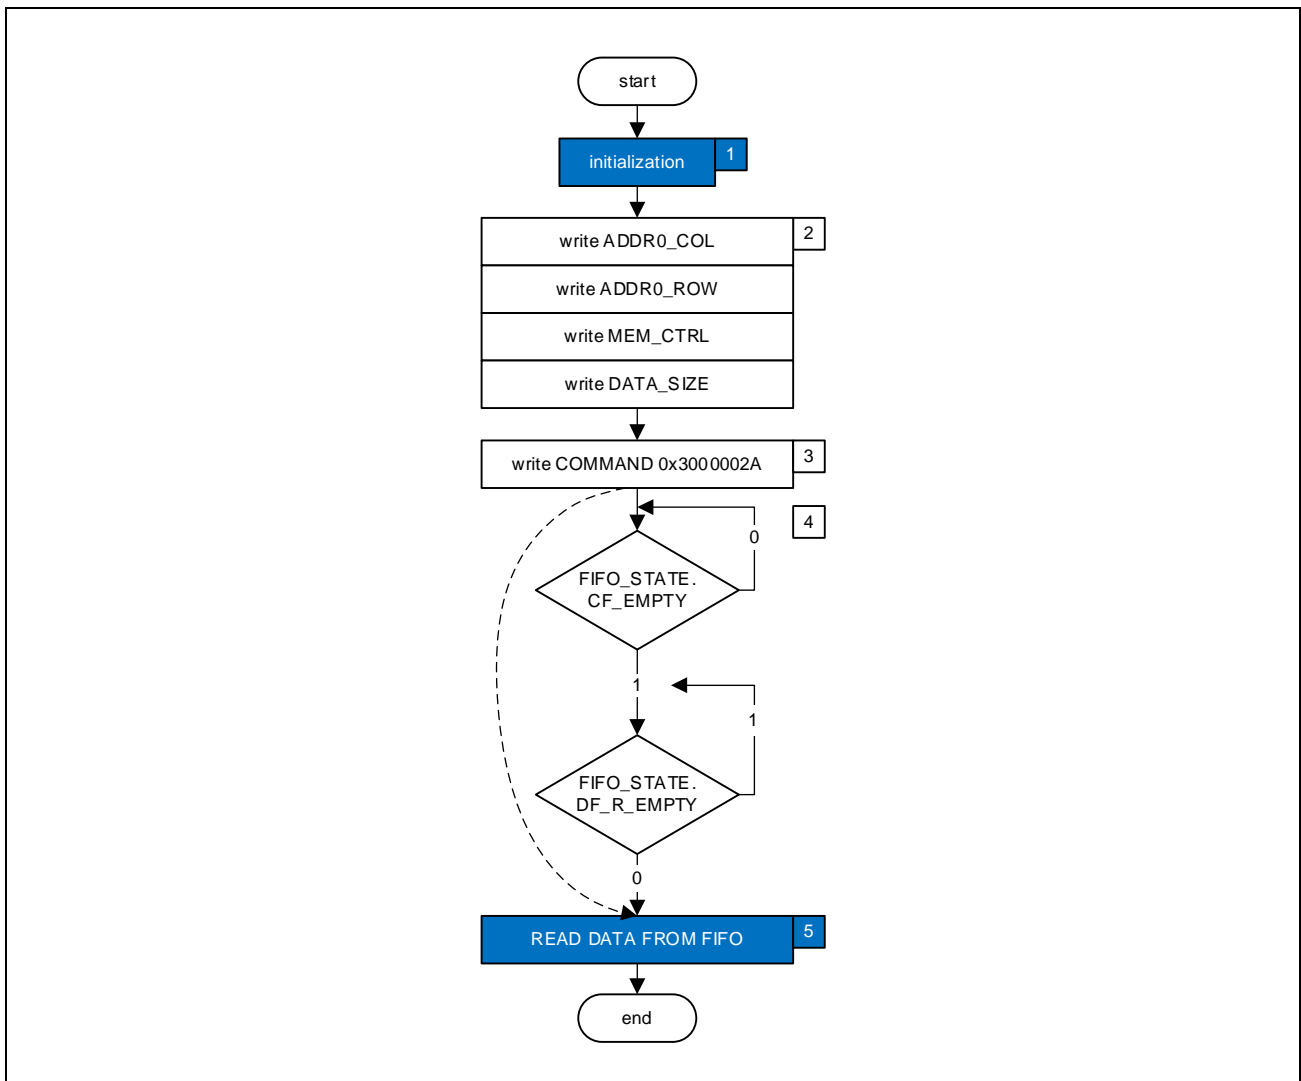 start
initialization
1
write ADDR0_COL
2
write ADDR0_ROW
write MEM_CTRL
write DATA_SIZE
write COMMAND 0x3000002A
3
4
0
FIFO_STATE.
CF_EMPTY
1
1
FIFO_STATE.
DF_R_EMPTY
0
READ DATA FROM FIFO
5
end